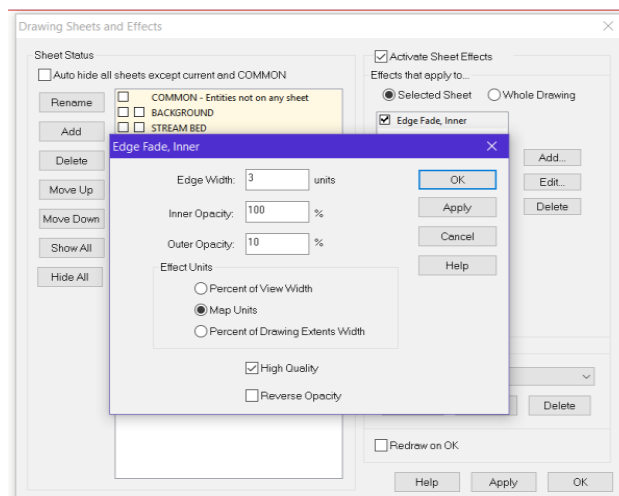 Drawing Sheets and Effects
Sheet Status
Auto hide all sheets except current and COMMON
Rename
Add
Delete
Move Up
Move Down
Show All
Hide All
COMMON - Entities not on any sheet
BACKGROUND
STREAM BED
Activate Sheet Effects
Effects that apply to...
Selected Sheet Whole Drawing
Edge Fade, Inner
Add...
Edit...
Delete
Edge Fade, Inner
Edge Width: 3 units
Inner Opacity: 100 %
Outer Opacity: 10 %
Effect Units
Percent of View Width
Map Units
Percent of Drawing Extents Width
High Quality
Reverse Opacity
OK
Apply
Cancel
Help
Delete
Redraw on OK
Help Apply OK